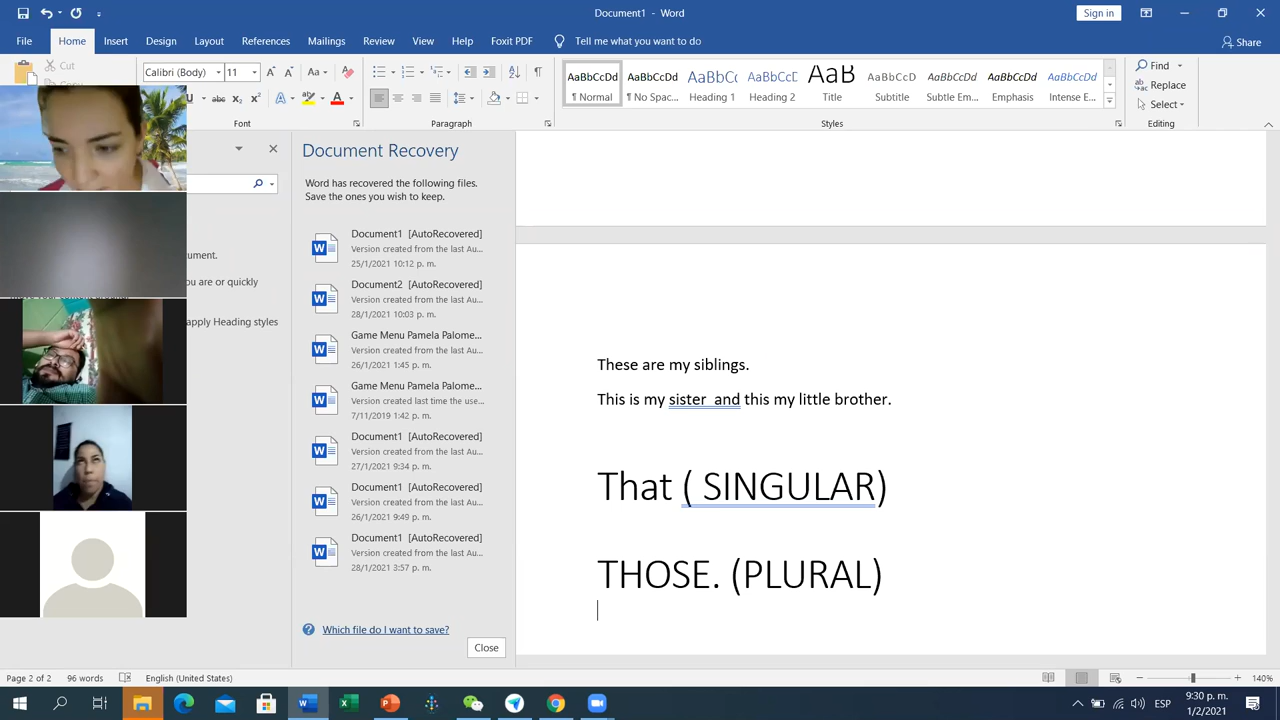 Document1 - Word
Sign in
File Home Insert Design Layout References Mailings Review View Help Foxit PDF Tell me what you want to do Share
Cut
Calibri (Body) 11 Aa
AaBbCcDd AaBbCcDd AaBbC AaBbCcD AaB AaBbCcDd AaBbCcDd AaBbCcDd AaBbCcDd
¶ Normal ¶ No Spac... Heading 1 Heading 2 Title Subtitle Subtle Em... Emphasis Intense E...
Find
Replace
Select
abc X₂ X² A A
Font Paragraph Styles Editing
ument.
ou are or quickly
apply Heading styles
Document Recovery
Word has recovered the following files.
Save the ones you wish to keep.
Document1 [AutoRecovered]
Version created from the last Au...
25/1/2021 10:12 p. m.
Document2 [AutoRecovered]
Version created from the last Au...
28/1/2021 10:03 p. m.
Game Menu Pamela Palome...
Version created from the last Au...
26/1/2021 1:45 p. m.
Game Menu Pamela Palome...
Version created last time the use...
7/11/2019 1:42 p. m.
Document1 [AutoRecovered]
Version created from the last Au...
27/1/2021 9:34 p. m.
Document1 [AutoRecovered]
Version created from the last Au...
26/1/2021 9:49 p. m.
Document1 [AutoRecovered]
Version created from the last Au...
28/1/2021 3:57 p. m.
Which file do I want to save?
Close
These are my siblings.
This is my sister  and this my little brother.
That ( SINGULAR)
THOSE. (PLURAL)
Page 2 of 2 96 words English (United States) 140%
ESP
9:30 p. m.
1/2/2021